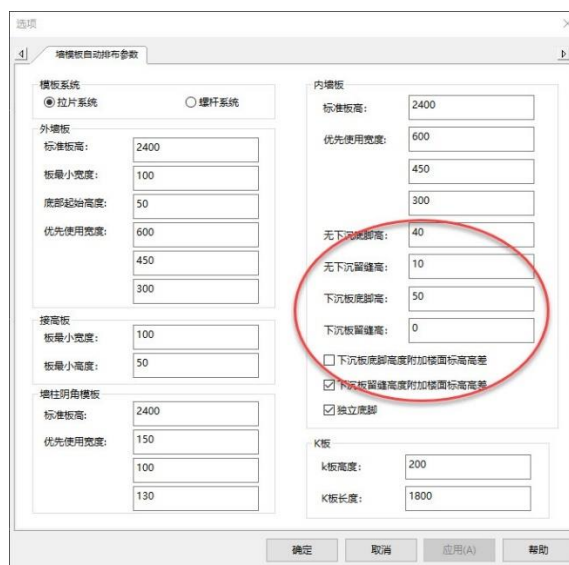 选项
墙模板自动排布参数
模板系统
拉片系统
螺杆系统
外墙板
标准板高: 2400
板最小宽度: 100
底部起始高度: 50
优先使用宽度: 600
450
300
接高板
板最小宽度: 100
板最小高度: 50
墙柱阴角模板
标准板高: 2400
优先使用宽度: 150
100
130
内墙板
标准板高: 2400
优先使用宽度: 600
450
300
无下沉底脚高: 40
无下沉留缝高: 10
下沉板底脚高: 50
下沉板留缝高: 0
下沉板底脚高度附加楼面标高高差
下沉板留缝高度附加楼面标高高差
独立底脚
K板
k板高度: 200
K板长度: 1800
确定 取消 应用(A) 帮助